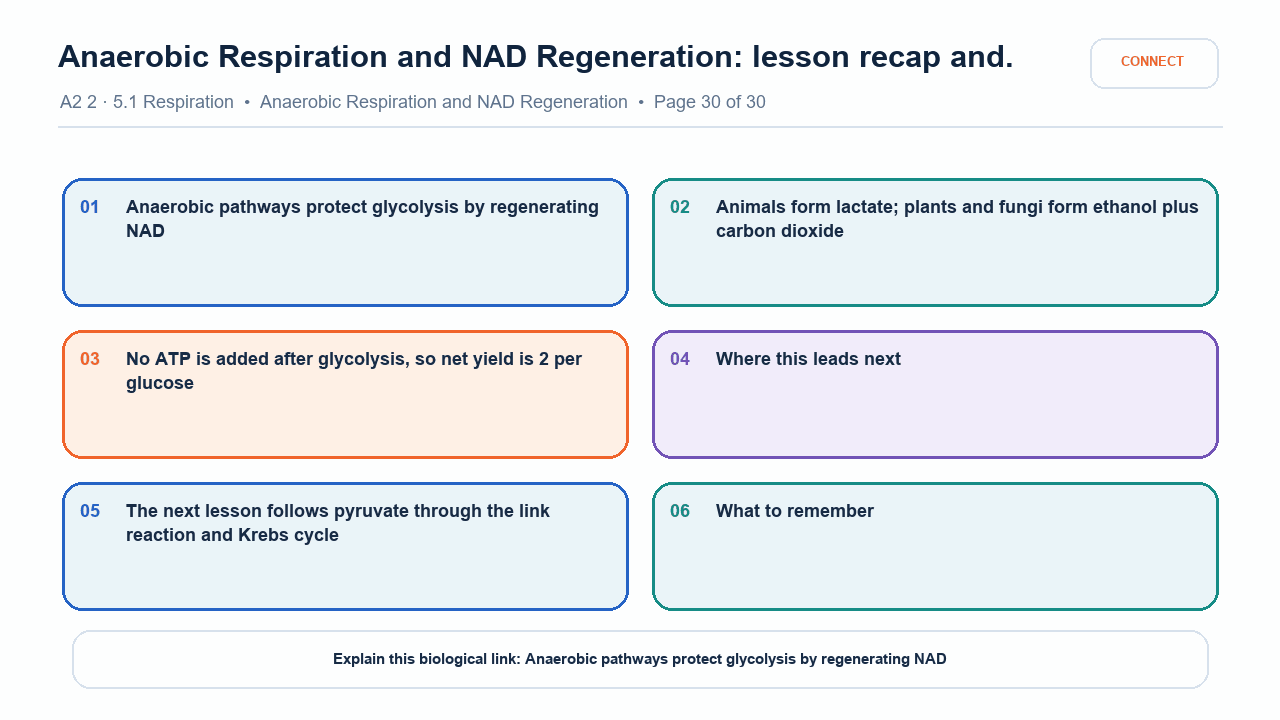 Anaerobic Respiration and NAD Regeneration: lesson recap and.
CONNECT
A2 2 · 5.1 Respiration • Anaerobic Respiration and NAD Regeneration • Page 30 of 30
01 Anaerobic pathways protect glycolysis by regenerating
NAD
02 Animals form lactate; plants and fungi form ethanol plus
carbon dioxide
03 No ATP is added after glycolysis, so net yield is 2 per
glucose
04 Where this leads next
05 The next lesson follows pyruvate through the link
reaction and Krebs cycle
06 What to remember
Explain this biological link: Anaerobic pathways protect glycolysis by regenerating NAD